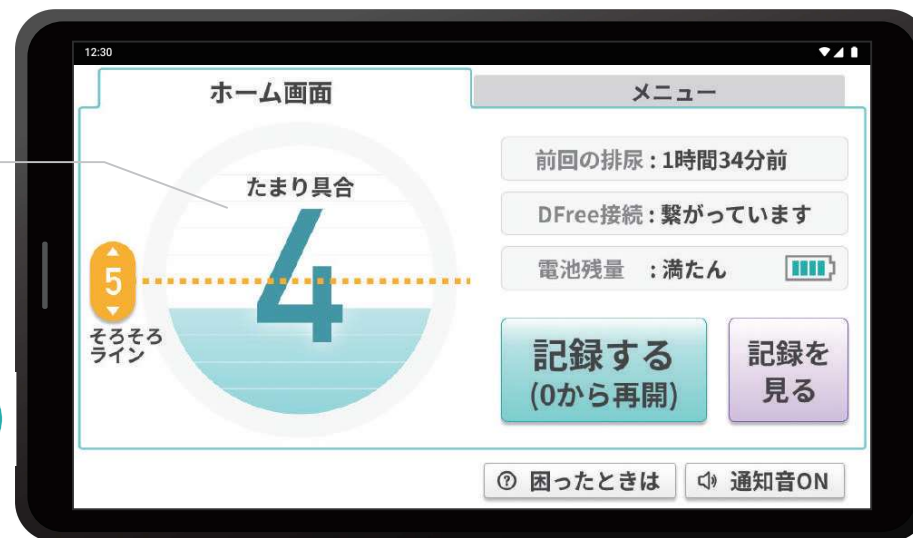 12:30
ホーム画面
メニュー
たまり具合
4
5
そろそろ
ライン
前回の排尿 : 1時間34分前
DFree接続 : 繋がっています
電池残量 : 満たん
記録する
(0から再開)
記録を
見る
? 困ったときは
通知音ON